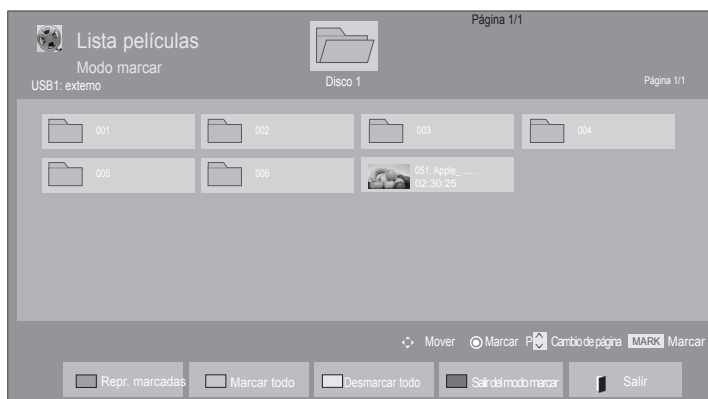 Página 1/1
Lista películas
Modo marcar
USB1: externo
Disco 1
Página 1/1
001
002
003
004
005
006
051. Apple_ ......
02:30:25
Mover
Marcar
P
Cambio de página
MARK
Marcar
Repr. marcadas
Marcar todo
Desmarcar todo
Salir del modo marcar
Salir